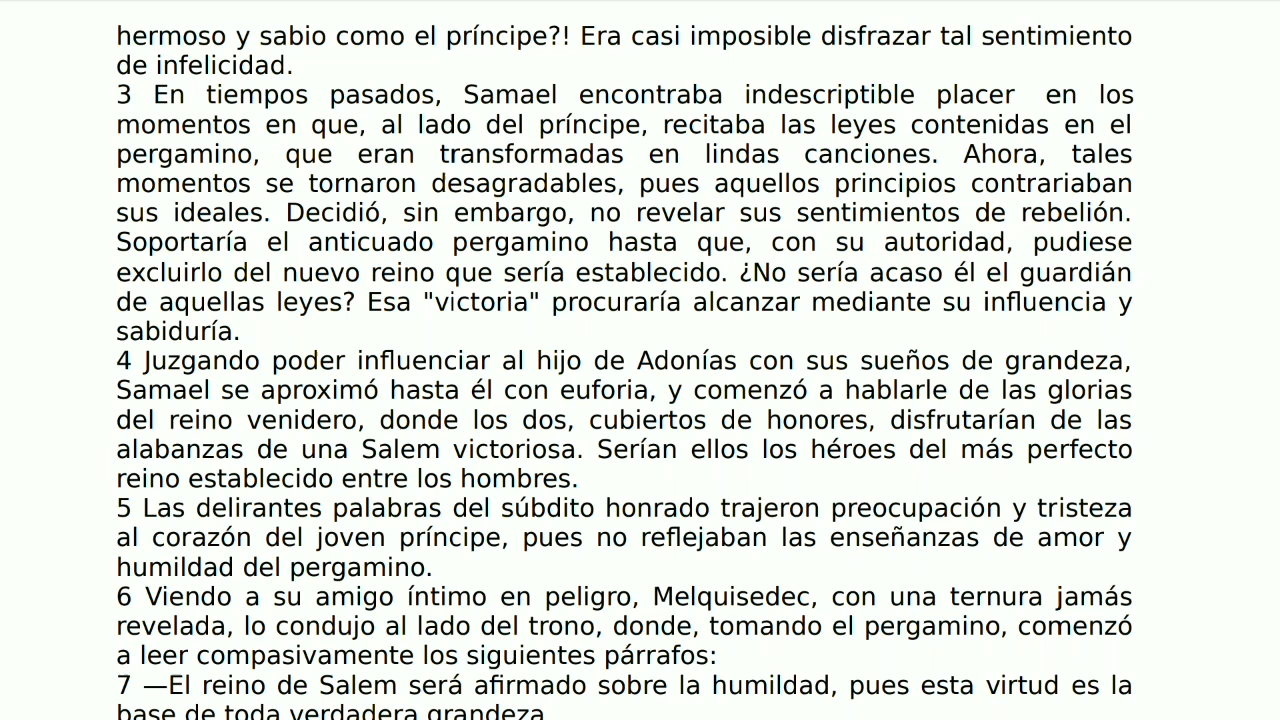 hermoso y sabio como el príncipe?! Era casi imposible disfrazar tal sentimiento
de infelicidad.
3 En tiempos pasados, Samael encontraba indescriptible placer en los
momentos en que, al lado del príncipe, recitaba las leyes contenidas en el
pergamino, que eran transformadas en lindas canciones. Ahora, tales
momentos se tornaron desagradables, pues aquellos principios contrariaban
sus ideales. Decidió, sin embargo, no revelar sus sentimientos de rebelión.
Soportaría el anticuado pergamino hasta que, con su autoridad, pudiese
excluirlo del nuevo reino que sería establecido. ¿No sería acaso él el guardián
de aquellas leyes? Esa "victoria" procuraría alcanzar mediante su influencia y
sabiduría.
4 Juzgando poder influenciar al hijo de Adonías con sus sueños de grandeza,
Samael se aproximó hasta él con euforia, y comenzó a hablarle de las glorias
del reino venidero, donde los dos, cubiertos de honores, disfrutarían de las
alabanzas de una Salem victoriosa. Serían ellos los héroes del más perfecto
reino establecido entre los hombres.
5 Las delirantes palabras del súbdito honrado trajeron preocupación y tristeza
al corazón del joven príncipe, pues no reflejaban las enseñanzas de amor y
humildad del pergamino.
6 Viendo a su amigo íntimo en peligro, Melquisedec, con una ternura jamás
revelada, lo condujo al lado del trono, donde, tomando el pergamino, comenzó
a leer compasivamente los siguientes párrafos:
7 —El reino de Salem será afirmado sobre la humildad, pues esta virtud es la
base de toda verdadera grandeza